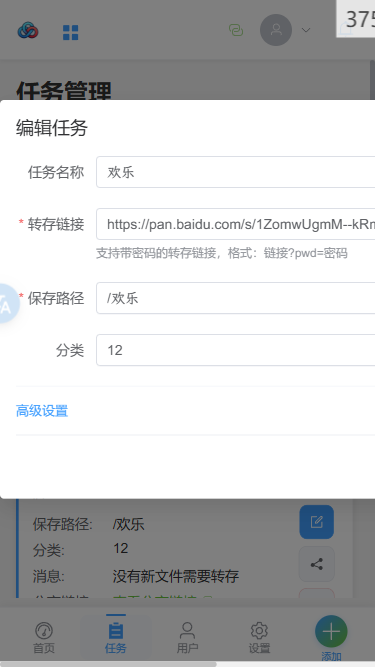 375
任务管理
编辑任务
任务名称 欢乐
* 转存链接 https://pan.baidu.com/s/1ZomwUgmM--kRm
支持带密码的转存链接，格式：链接?pwd=密码
* 保存路径 /欢乐
分类 12
高级设置
保存路径: /欢乐
分类: 12
消息: 没有新文件需要转存
首页 任务 用户 设置 添加